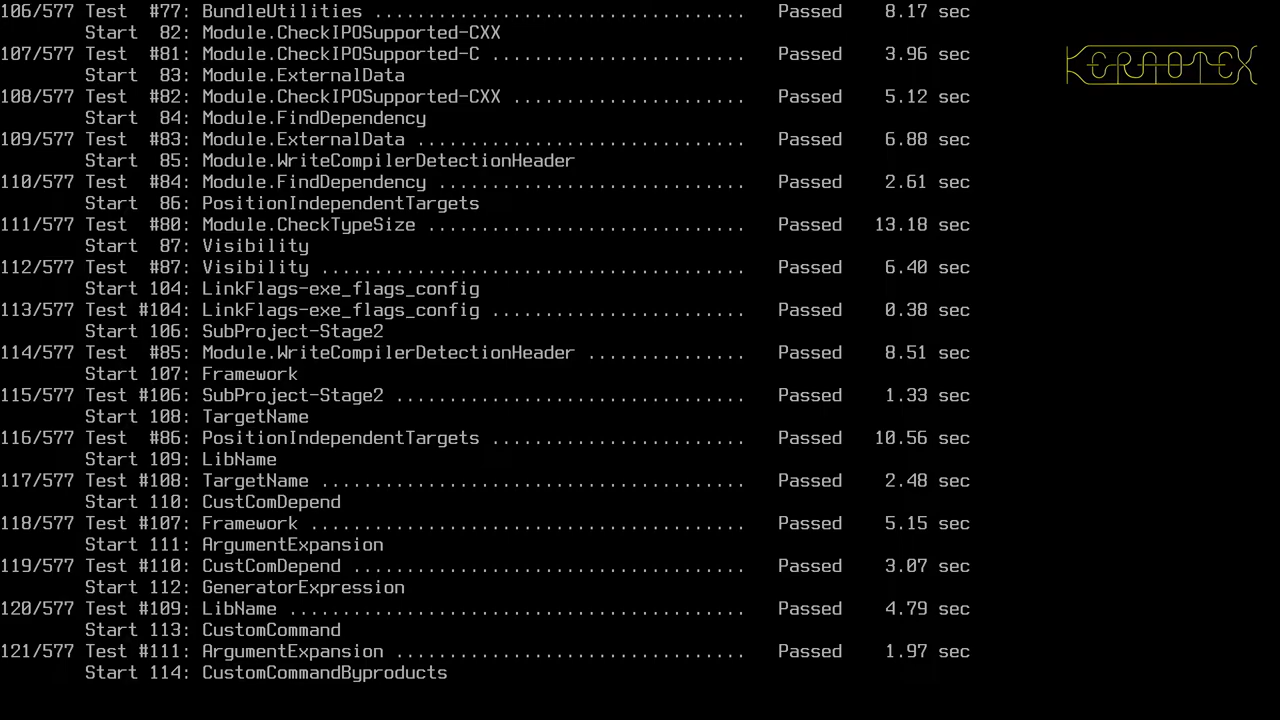 106/577 Test  #77: BundleUtilities ...................................   Passed    8.17 sec
        Start  82: Module.CheckIPOSupported-CXX
107/577 Test  #81: Module.CheckIPOSupported-C ........................   Passed    3.96 sec
        Start  83: Module.ExternalData
108/577 Test  #82: Module.CheckIPOSupported-CXX ......................   Passed    5.12 sec
        Start  84: Module.FindDependency
109/577 Test  #83: Module.ExternalData ...............................   Passed    6.88 sec
        Start  85: Module.WriteCompilerDetectionHeader
110/577 Test  #84: Module.FindDependency .............................   Passed    2.61 sec
        Start  86: PositionIndependentTargets
111/577 Test  #80: Module.CheckTypeSize ..............................   Passed   13.18 sec
        Start  87: Visibility
112/577 Test  #87: Visibility ........................................   Passed    6.40 sec
        Start 104: LinkFlags-exe_flags_config
113/577 Test #104: LinkFlags-exe_flags_config ........................   Passed    0.38 sec
        Start 106: SubProject-Stage2
114/577 Test  #85: Module.WriteCompilerDetectionHeader ...............   Passed    8.51 sec
        Start 107: Framework
115/577 Test #106: SubProject-Stage2 .................................   Passed    1.33 sec
        Start 108: TargetName
116/577 Test  #86: PositionIndependentTargets ........................   Passed   10.56 sec
        Start 109: LibName
117/577 Test #108: TargetName ........................................   Passed    2.48 sec
        Start 110: CustComDepend
118/577 Test #107: Framework .........................................   Passed    5.15 sec
        Start 111: ArgumentExpansion
119/577 Test #110: CustComDepend .....................................   Passed    3.07 sec
        Start 112: GeneratorExpression
120/577 Test #109: LibName ...........................................   Passed    4.79 sec
        Start 113: CustomCommand
121/577 Test #111: ArgumentExpansion .................................   Passed    1.97 sec
        Start 114: CustomCommandByproducts